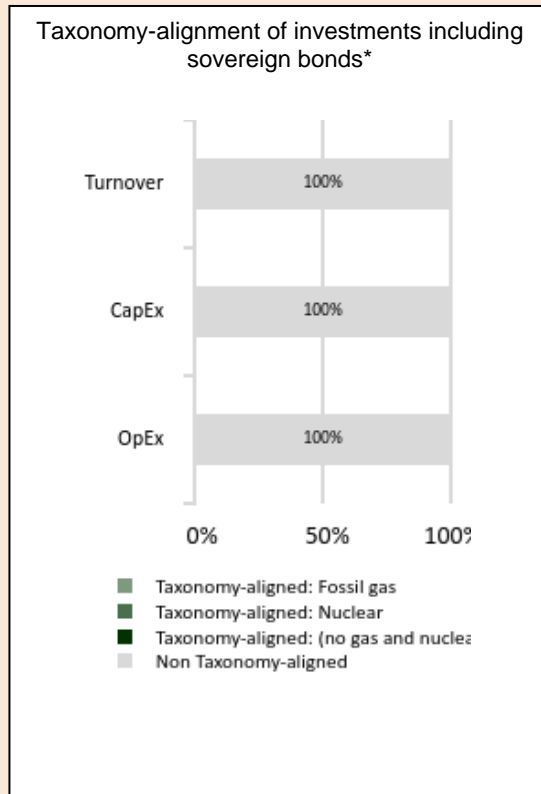 Taxonomy-alignment of investments including
sovereign bonds*
Turnover
100%
CapEx
100%
OpEx
100%
0% 50% 100%
Taxonomy-aligned: Fossil gas
Taxonomy-aligned: Nuclear
Taxonomy-aligned: (no gas and nuclea
Non Taxonomy-aligned